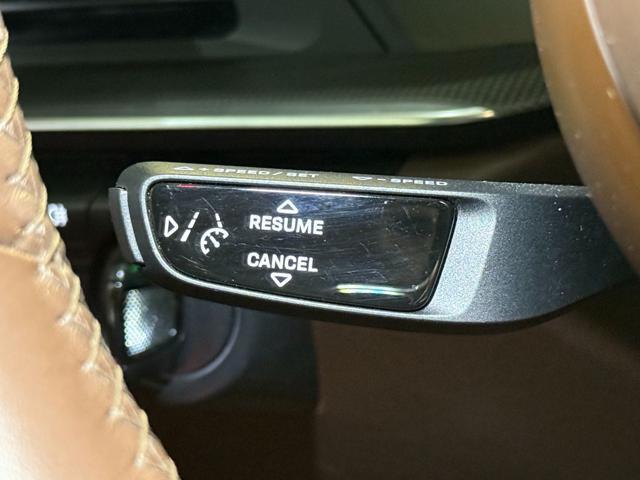 + SPEED/SET - SPEED
RESUME
CANCEL